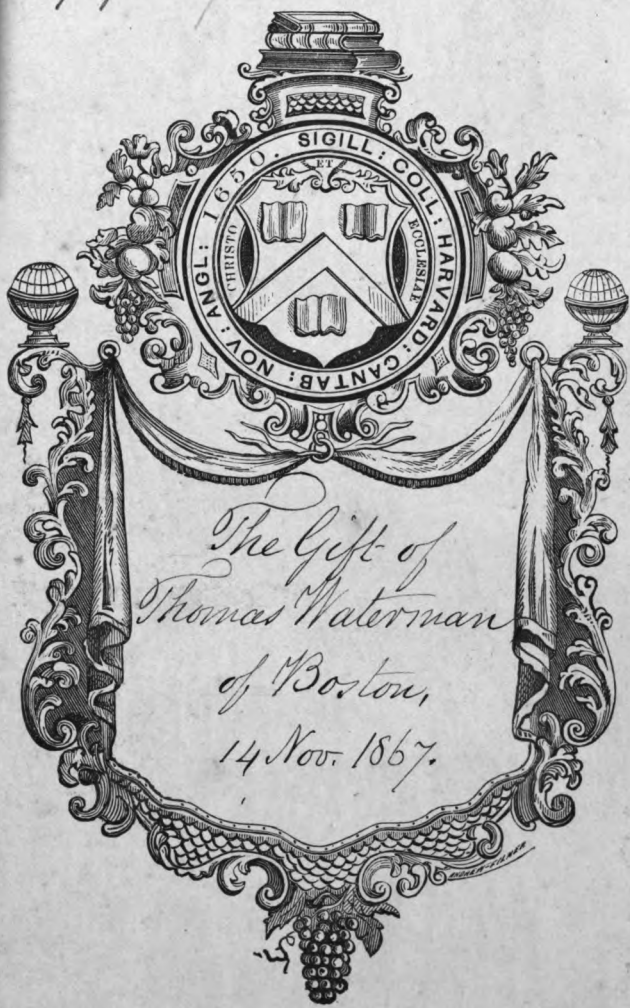 1650. SIGILL: COLL: HARVARD: CANTAB: NOV: ANGL:
CHRISTO
ET
ECCLESIAE
The Gift of
Thomas Waterman
of Boston,
14 Nov. 1867.